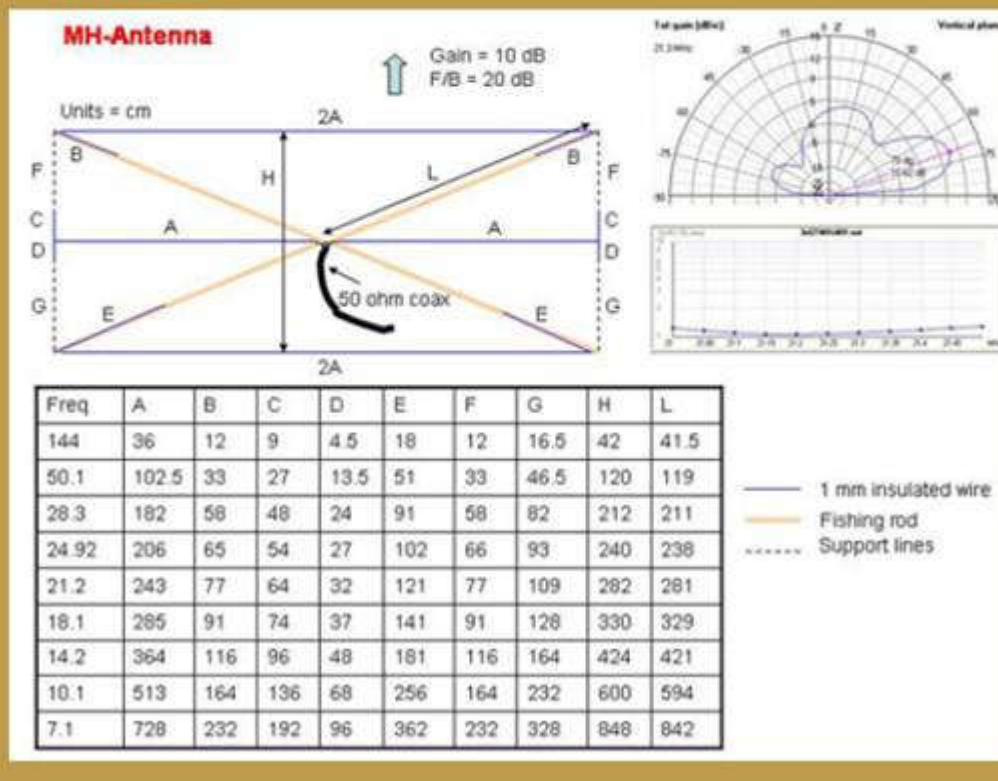 MH-Antenna
Gain = 10 dB
F/B = 20 dB
Units = cm
2A
B
B
F
F
H
L
C
C
A
A
D
D
50 ohm coax
G
G
E
E
2A
Vertical plane
Freq A B C D E F G H L
144 36 12 9 4.5 18 12 16.5 42 41.5
50.1 102.5 33 27 13.5 51 33 46.5 120 119
28.3 182 58 48 24 91 58 82 212 211
24.92 206 65 54 27 102 66 93 240 238
21.2 243 77 64 32 121 77 109 282 281
18.1 285 91 74 37 141 91 128 330 329
14.2 364 116 96 48 181 116 164 424 421
10.1 513 164 136 68 256 164 232 600 594
7.1 728 232 192 96 362 232 328 848 842
1 mm insulated wire
Fishing rod
Support lines